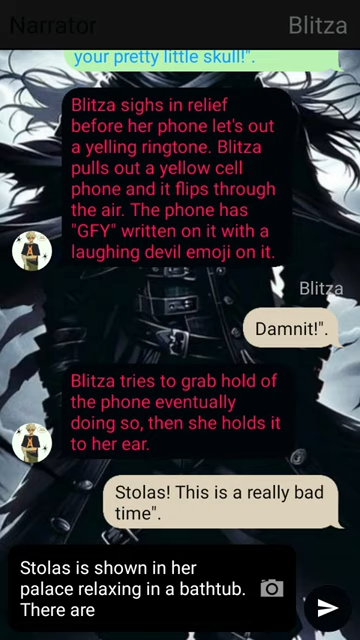 Narrator
Blitza
your pretty little skull!".
Blitza sighs in relief
before her phone let's out
a yelling ringtone. Blitza
pulls out a yellow cell
phone and it flips through
the air. The phone has
"GFY" written on it with a
laughing devil emoji on it.
Blitza
Damnit!".
Blitza tries to grab hold of
the phone eventually
doing so, then she holds it
to her ear.
Stolas! This is a really bad
time".
Stolas is shown in her
palace relaxing in a bathtub.
There are